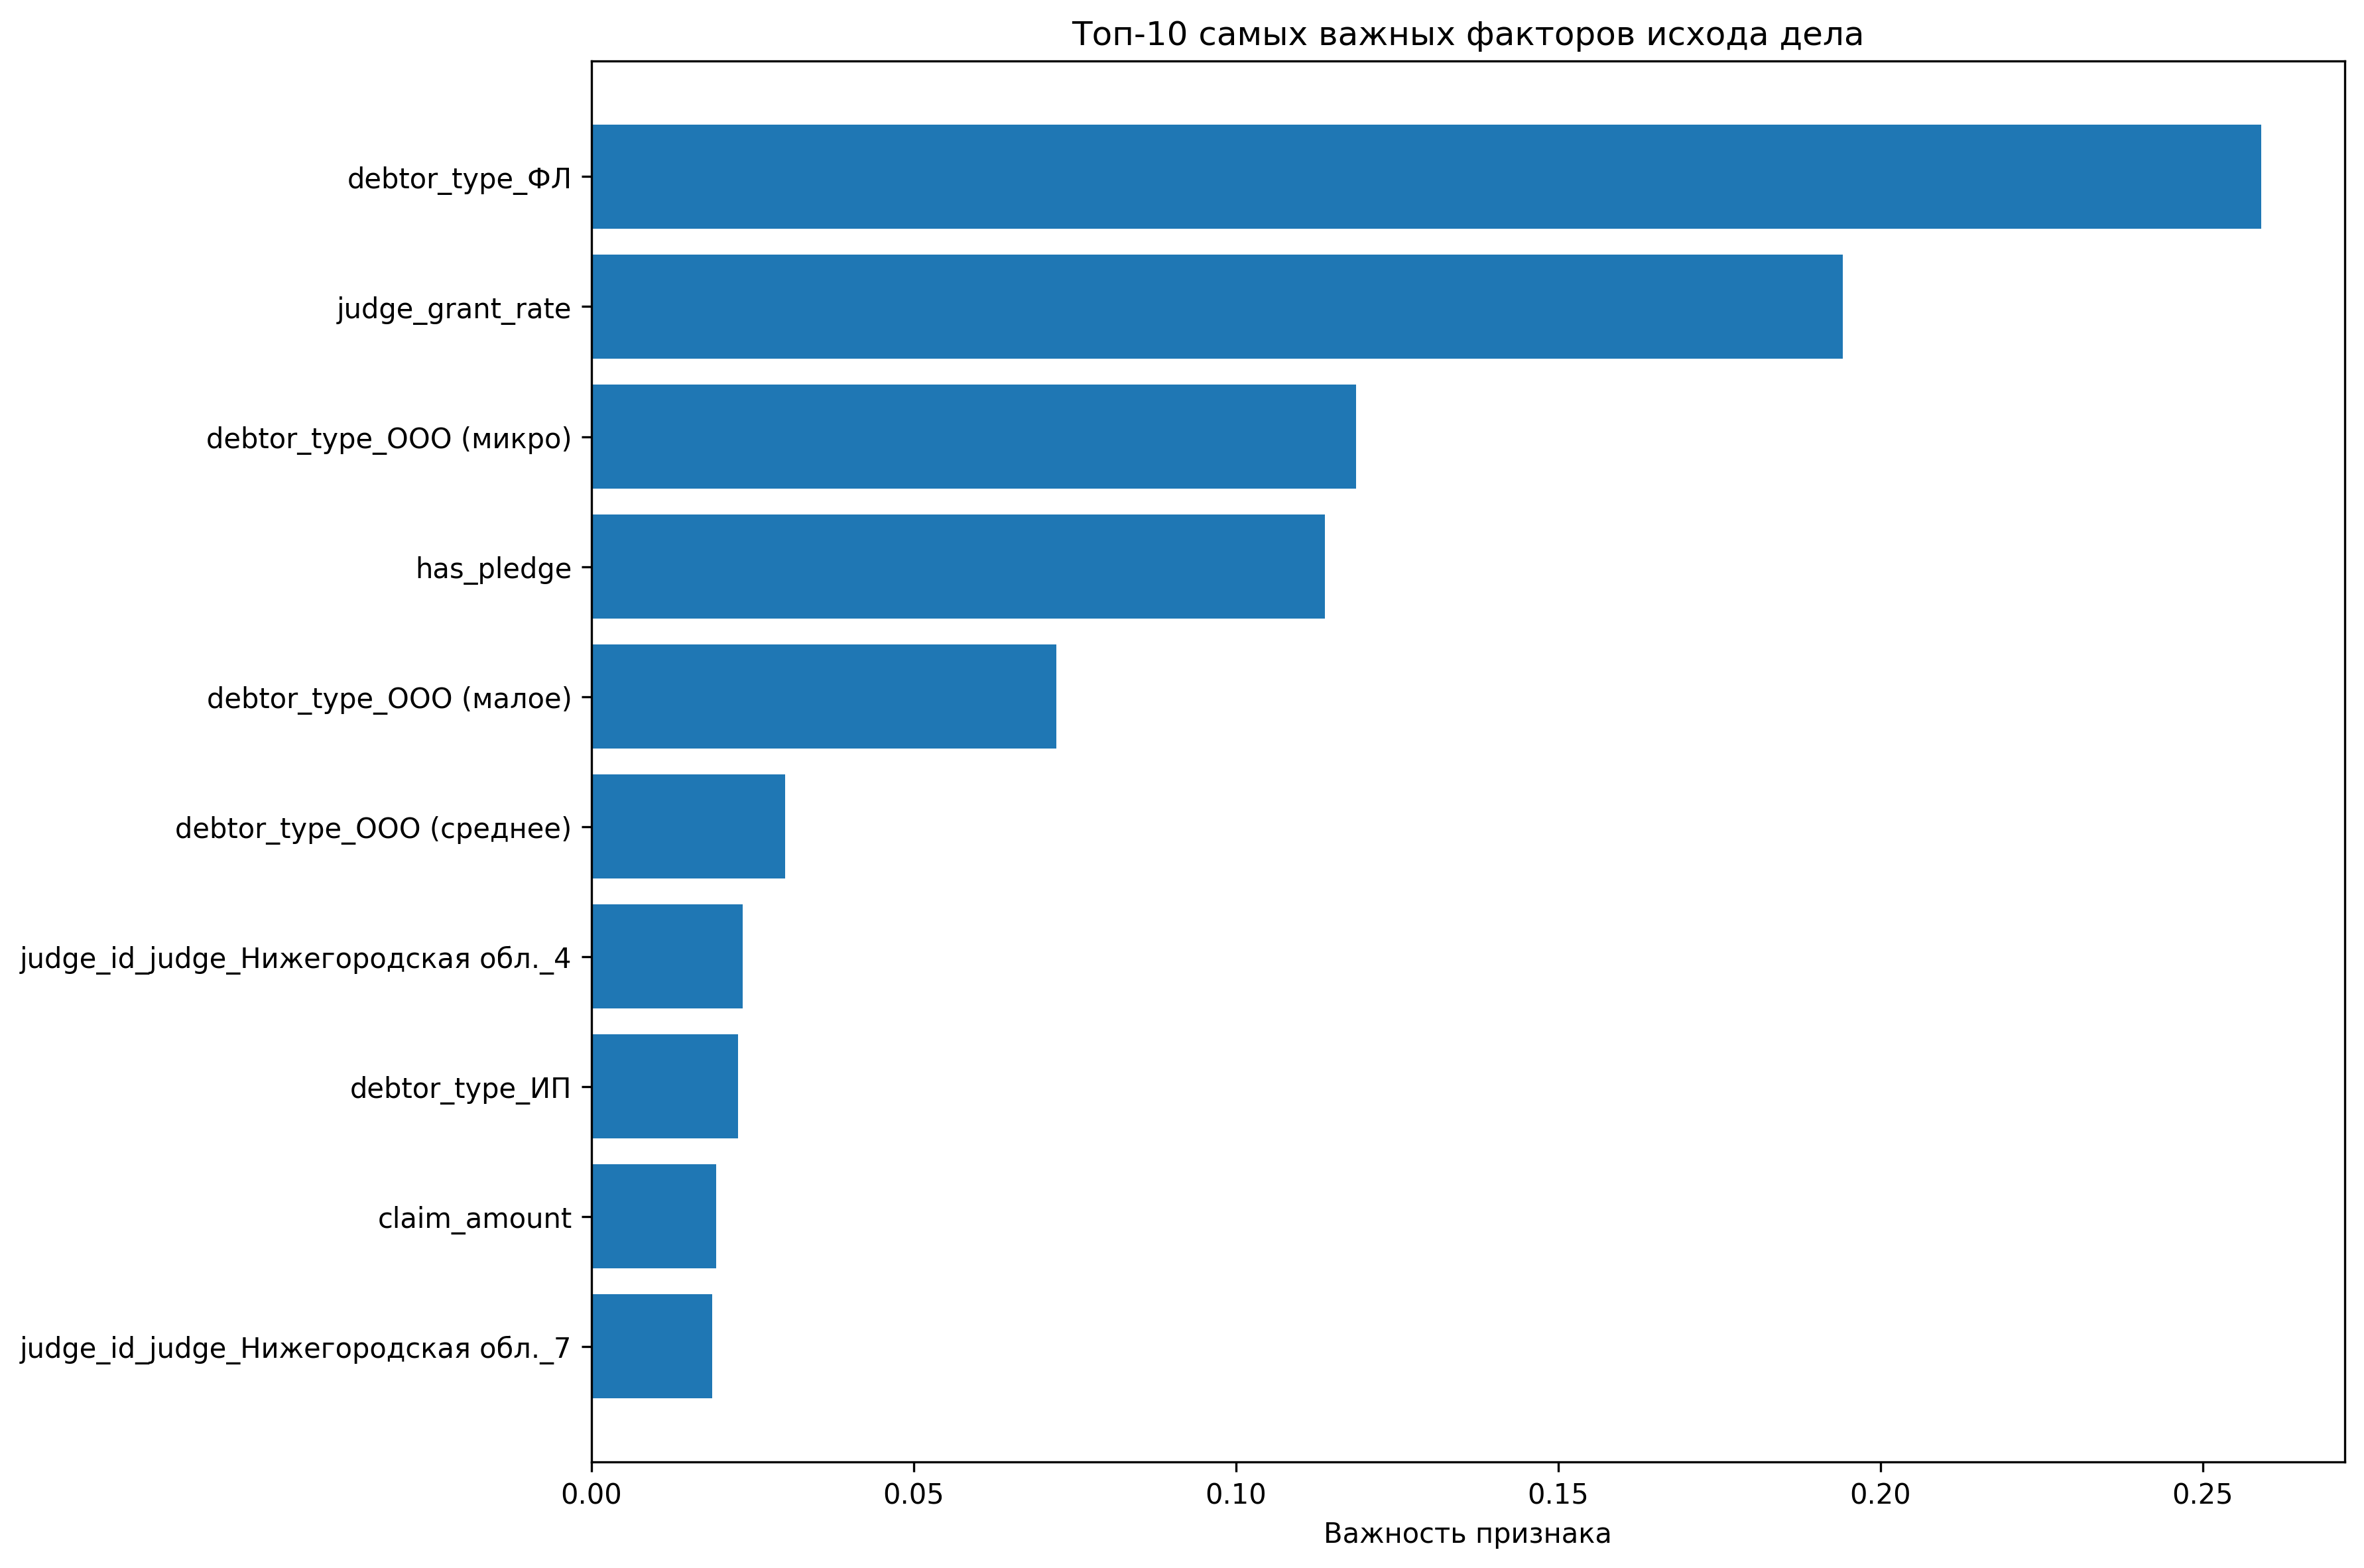 Топ-10 самых важных факторов исхода дела
debtor_type_ФЛ
judge_grant_rate
debtor_type_ООО (микро)
has_pledge
debtor_type_ООО (малое)
debtor_type_ООО (среднее)
judge_id_judge_Нижегородская обл._4
debtor_type_ИП
claim_amount
judge_id_judge_Нижегородская обл._7
0.00 0.05 0.10 0.15 0.20 0.25
Важность признака